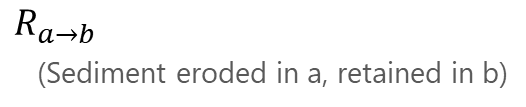 R_{a→b}
(Sediment eroded in a, retained in b)